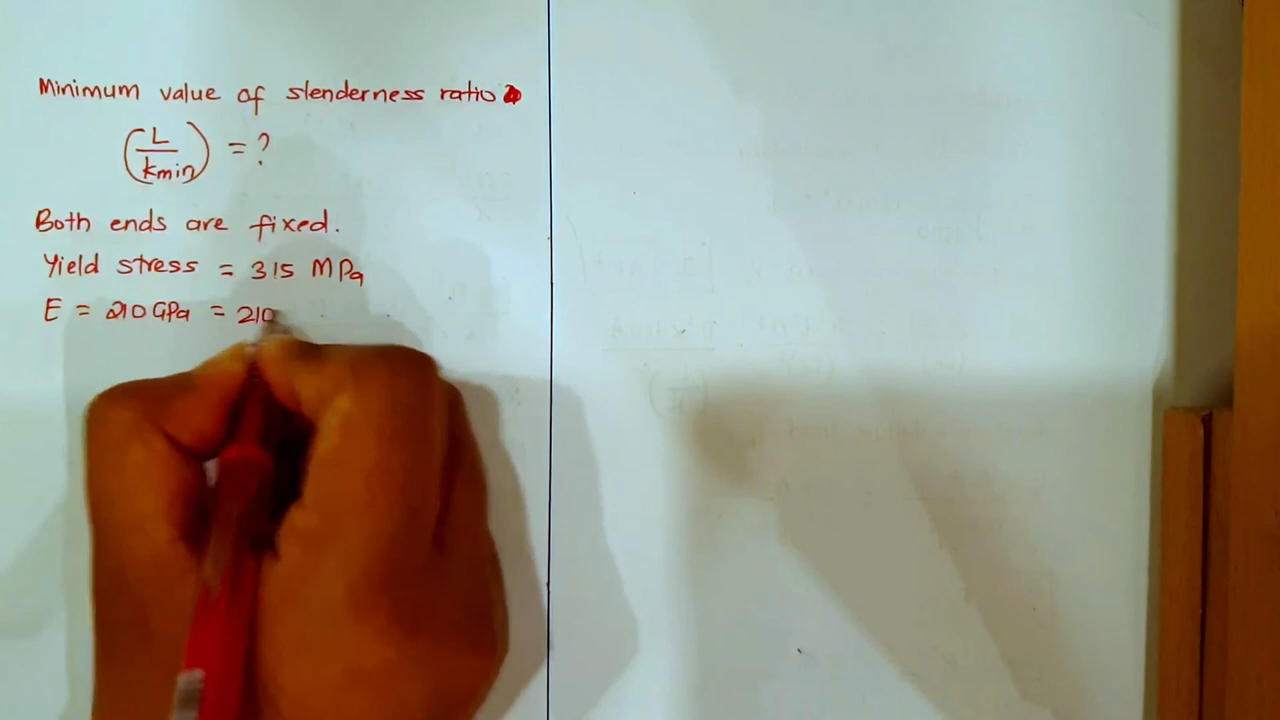 Minimum value of slenderness ratio
(L/kmin) = ?
Both ends are fixed.
Yield stress = 315 MPa
E = 210 GPa = 210